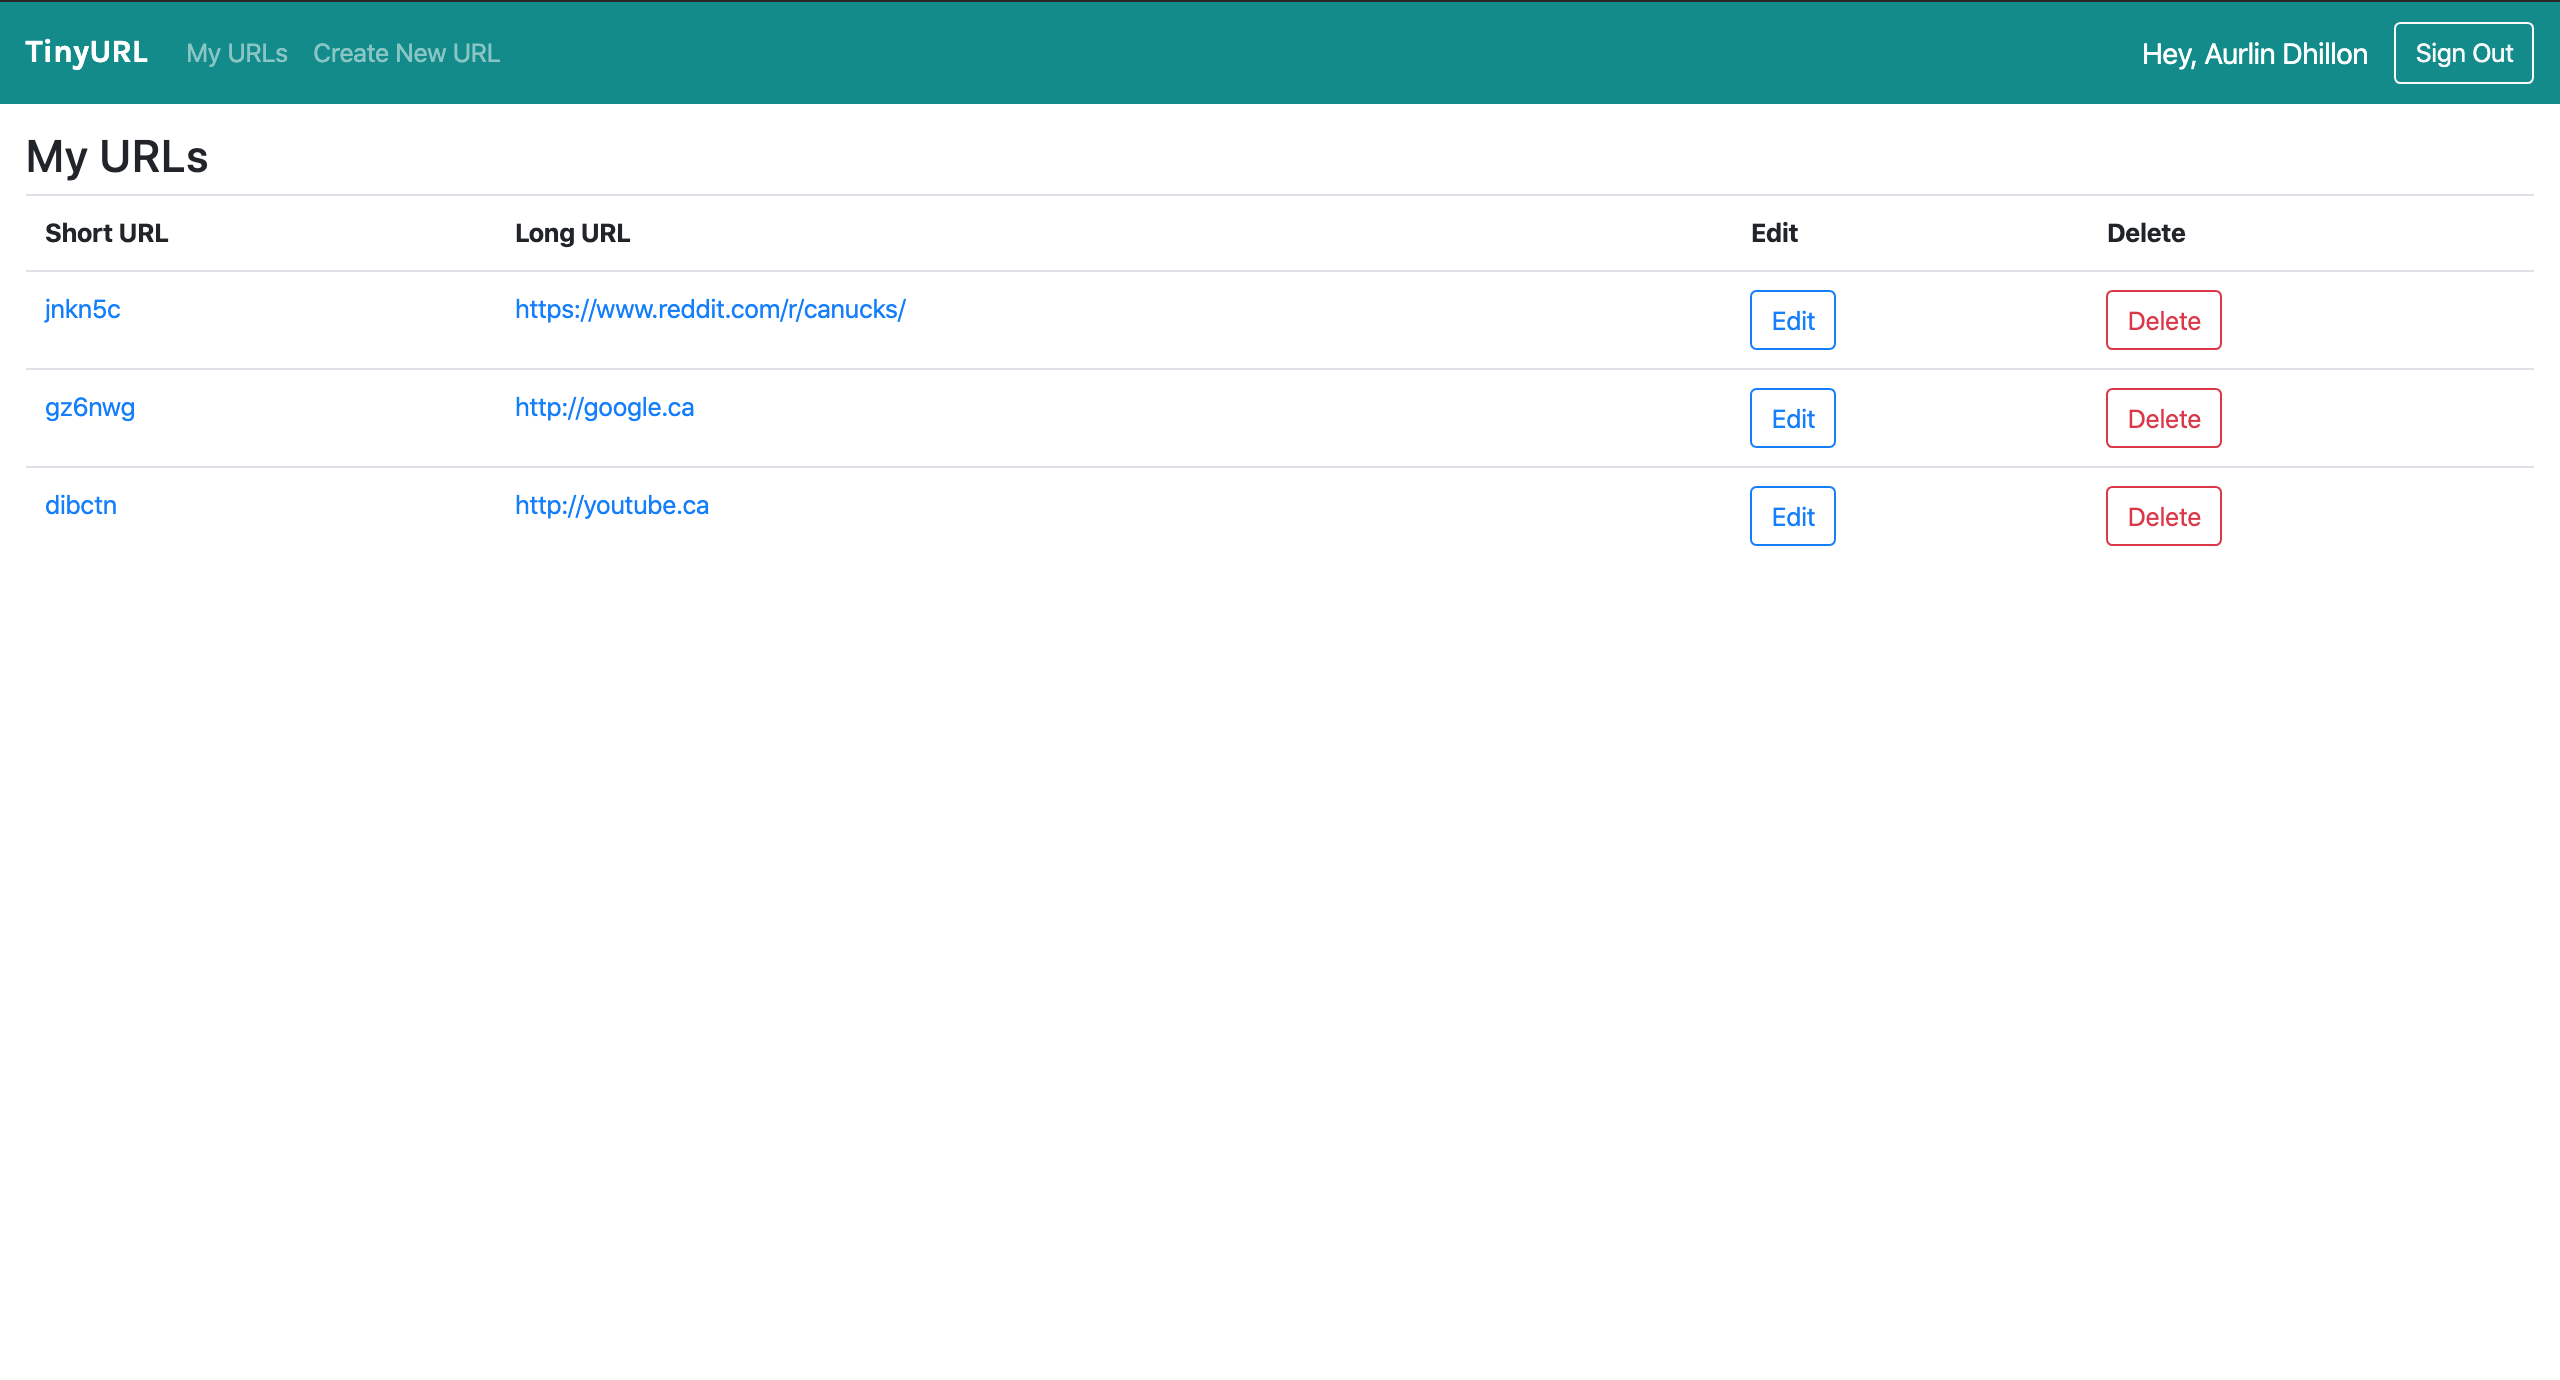 TinyURL My URLs Create New URL Hey, Aurlin Dhillon Sign Out
My URLs
Short URL Long URL Edit Delete
jnkn5c https://www.reddit.com/r/canucks/ Edit Delete
gz6nwg http://google.ca Edit Delete
dibctn http://youtube.ca Edit Delete